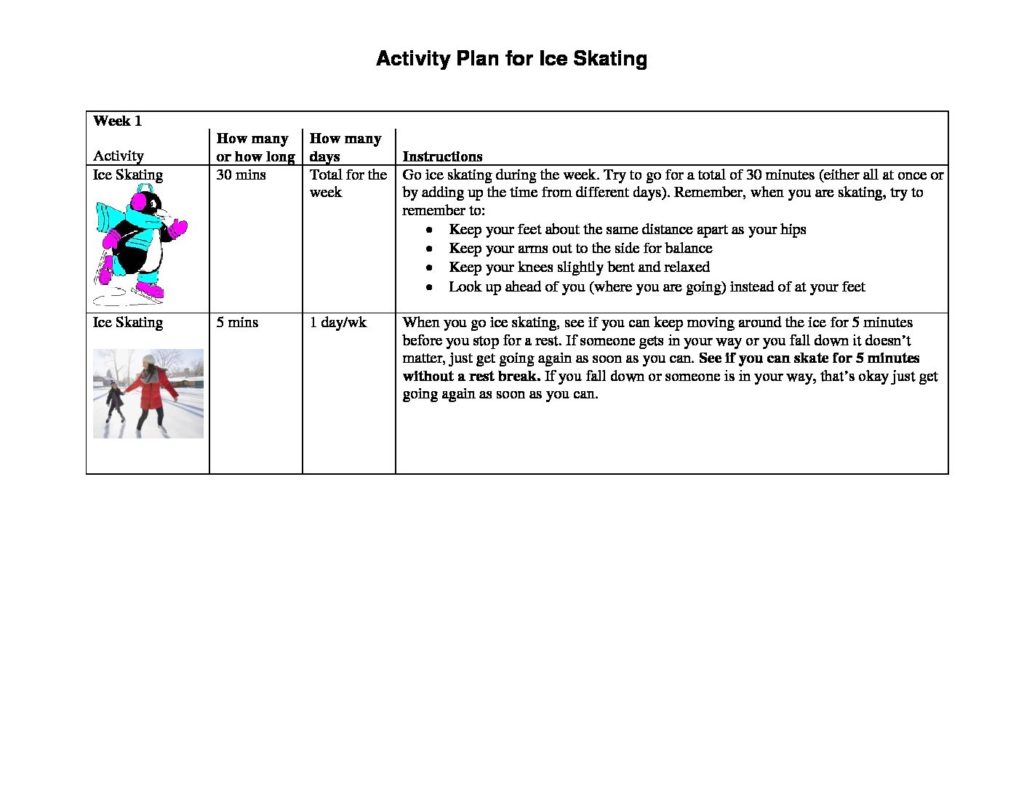 Activity Plan for Ice Skating
Week 1
Activity
How many
or how long
How many
days
Instructions
Ice Skating
30 mins
Total for the
week
Go ice skating during the week. Try to go for a total of 30 minutes (either all at once or
by adding up the time from different days). Remember, when you are skating, try to
remember to:
• Keep your feet about the same distance apart as your hips
• Keep your arms out to the side for balance
• Keep your knees slightly bent and relaxed
• Look up ahead of you (where you are going) instead of at your feet
Ice Skating
5 mins
1 day/wk
When you go ice skating, see if you can keep moving around the ice for 5 minutes
before you stop for a rest. If someone gets in your way or you fall down it doesn’t
matter, just get going again as soon as you can. See if you can skate for 5 minutes
without a rest break. If you fall down or someone is in your way, that’s okay just get
going again as soon as you can.